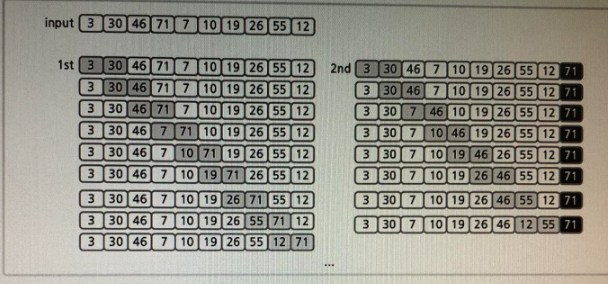 input 3 30 46 71 7 10 19 26 55 12
1st 3 30 46 71 7 10 19 26 55 12
3 30 46 71 7 10 19 26 55 12
3 30 46 71 7 10 19 26 55 12
3 30 46 7 71 10 19 26 55 12
3 30 46 7 10 71 19 26 55 12
3 30 46 7 10 19 71 26 55 12
3 30 46 7 10 19 26 71 55 12
3 30 46 7 10 19 26 55 71 12
3 30 46 7 10 19 26 55 12 71
2nd 3 30 46 7 10 19 26 55 12 71
3 30 46 7 10 19 26 55 12 71
3 30 7 46 10 19 26 55 12 71
3 30 7 10 46 19 26 55 12 71
3 30 7 10 19 46 26 55 12 71
3 30 7 10 19 26 46 55 12 71
3 30 7 10 19 26 46 55 12 71
3 30 7 10 19 26 46 12 55 71
...